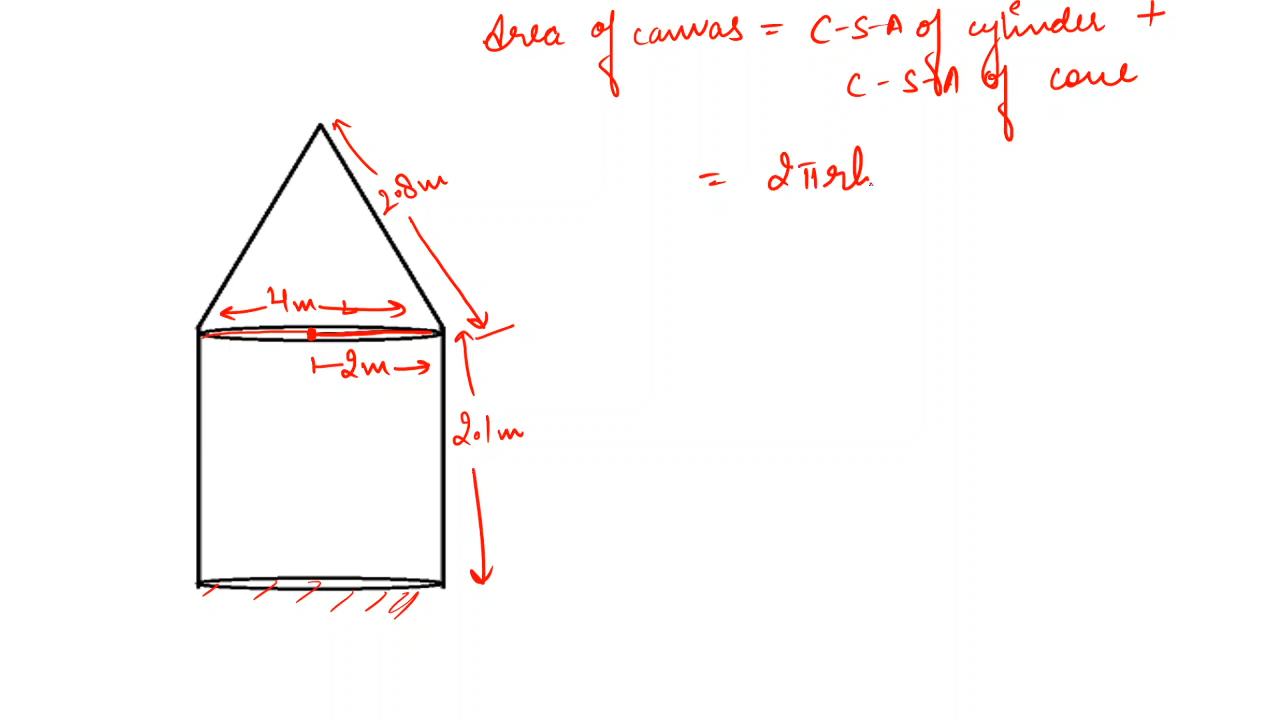 Area of canvas = C-S-A of cylinder +
C-S-A of cone
= 2πrh
2.8m
4m
2m
2.1m